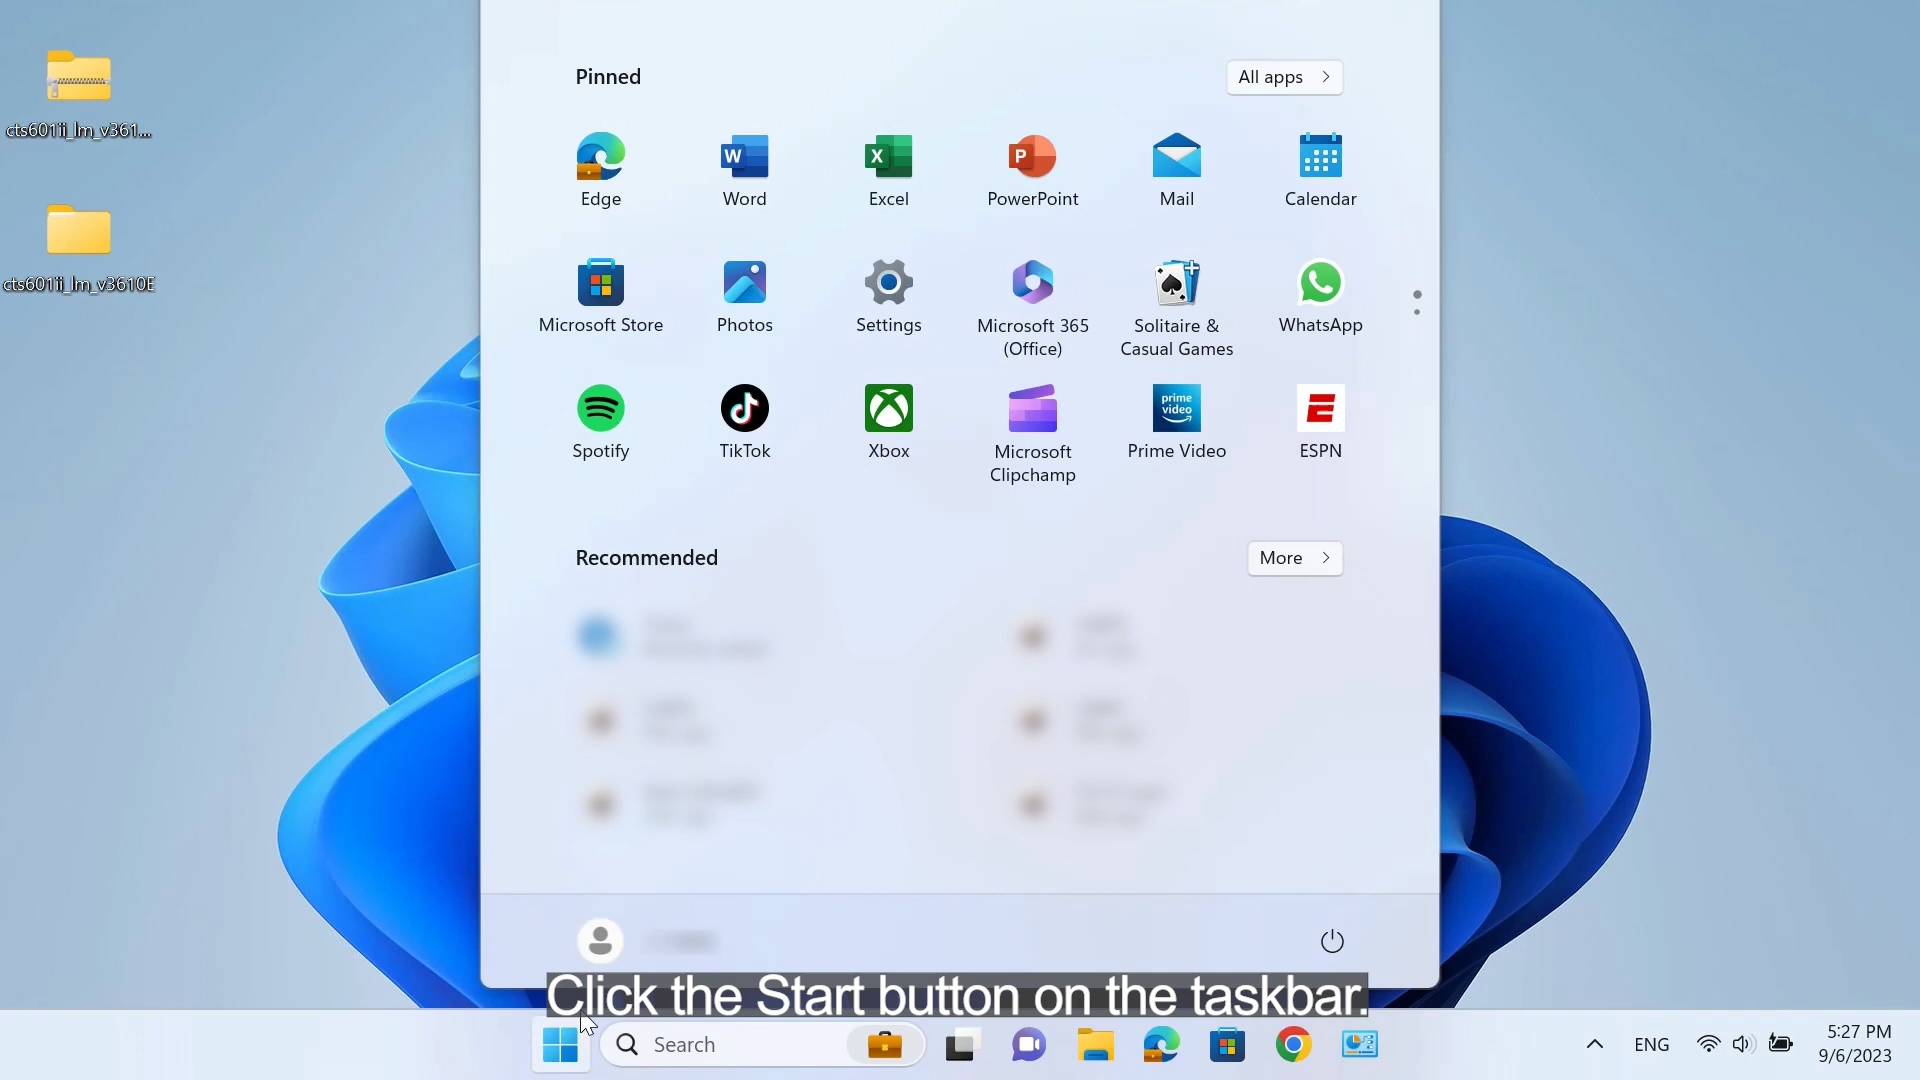 cts601ii_lm_v361...
cts601ii_lm_v3610E
Pinned
All apps
Edge
Word
Excel
PowerPoint
Mail
Calendar
Microsoft Store
Photos
Settings
Microsoft 365
(Office)
Solitaire &
Casual Games
WhatsApp
Spotify
TikTok
Xbox
Microsoft
Clipchamp
prime
video
Prime Video
ESPN
Recommended
More
Click the Start button on the taskbar.
Search
ENG
5:27 PM
9/6/2023